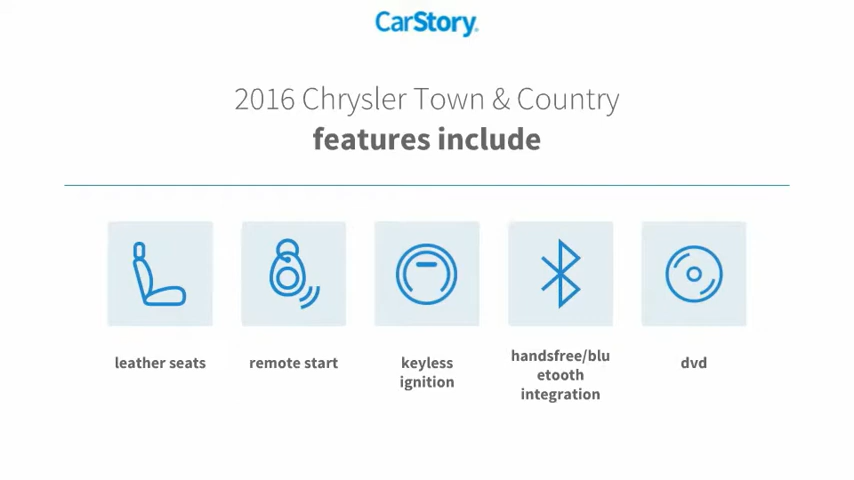 CarStory
2016 Chrysler Town & Country
features include
leather seats
remote start
keyless
ignition
handsfree/blu
etooth
integration
dvd